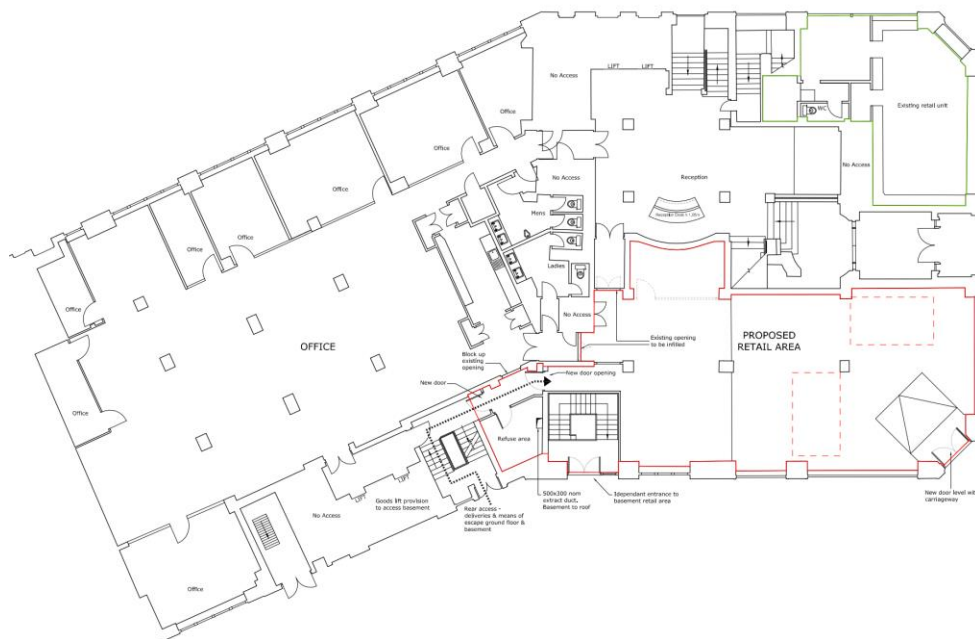 No Access
LIFT
LIFT
Office
Office
Office
Office
Office
Office
Office
Office
WC
Existing retail unit
No Access
No Access
Reception
Mens
Ladies
No Access
OFFICE
Existing opening
to be infilled
PROPOSED
RETAIL AREA
Block up
existing
opening
New door
New door opening
Refuse area
Goods lift provision
to access basement
No Access
Rear access -
deliveries & means of
escape ground floor &
basement
500x300 nom
extract duct,
Basement to roof
Idependant entrance to
basement retail area
New door level wi
carriageway